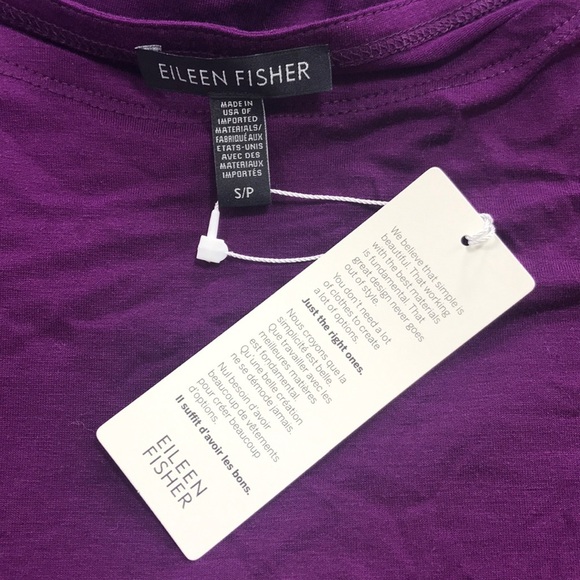 EILEEN FISHER
MADE IN
USA OF
IMPORTED
MATERIALS/
FABRIQUÉ AUX
ETATS-UNIS
AVEC DES
MATERIAUX
IMPORTÉS
S/P
We believe that simple is
beautiful. That working
with the best materials
is fundamental. That
great design never goes
out of style.
You don't need a lot
of clothes to create
a lot of options.
Just the right ones.
Nous croyons que la
simplicité est belle.
Que travailler avec les
meilleures matières
est fondamental.
Qu'une belle création
ne se démode jamais.
Nul besoin d'avoir
beaucoup de vêtements
pour créer beaucoup
d'options.
Il suffit d'avoir les bons.
EILEEN
FISHER